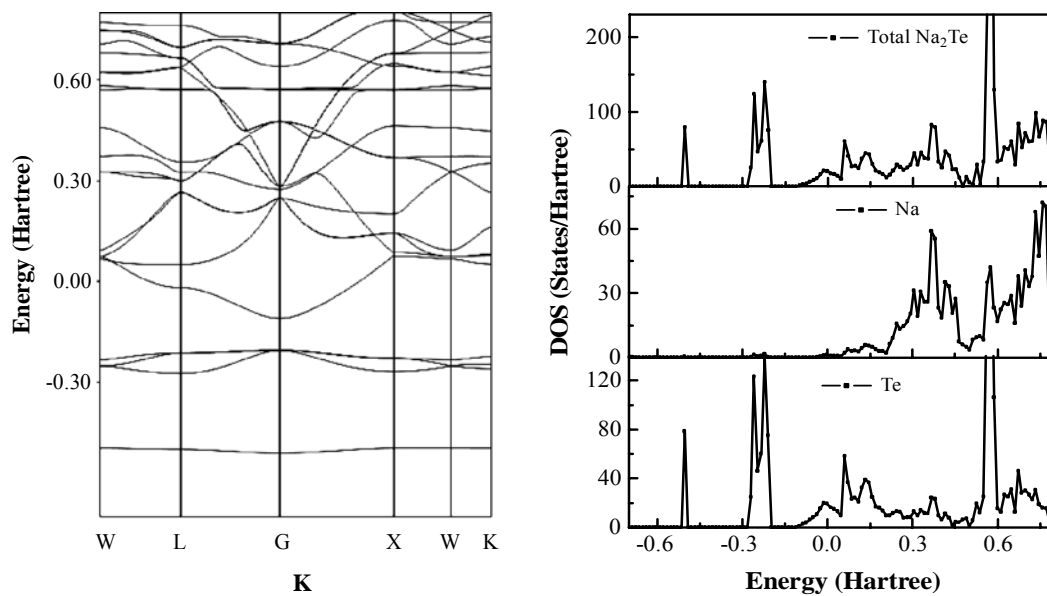 Energy (Hartree)
0.60
0.30
0.00
-0.30
W L G X W K
K
DOS (States/Hartree)
200
100
0
Total Na₂Te
60
30
0
Na
120
80
40
0
Te
-0.6 -0.3 0.0 0.3 0.6
Energy (Hartree)